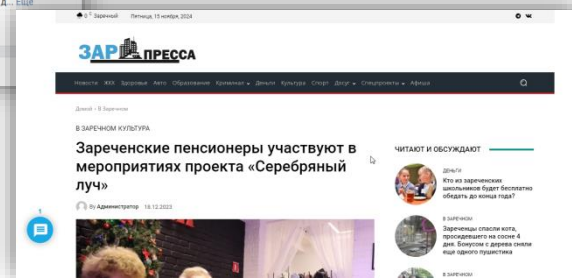 Д... Еще
0 °C Заречный Пятница, 15 ноября, 2024
ЗАР ПРЕССА
Новости ЖКХ Здоровье Авто Образование Криминал Деньги Культура Спорт Досуг Спецпроекты Афиша
Домой › В Заречном
В ЗАРЕЧНОМ КУЛЬТУРА
Зареченские пенсионеры участвуют в
мероприятиях проекта «Серебряный
луч»
By Администратор 18.12.2023
ЧИТАЮТ И ОБСУЖДАЮТ
ДЕНЬГИ
Кто из зареченских
школьников будет бесплатно
обедать до конца года?
В ЗАРЕЧНОМ
Зареченцы спасли кота,
просидевшего на сосне 4
дня. Бонусом с дерева сняли
еще одного пушистика
В ЗАРЕЧНОМ
1